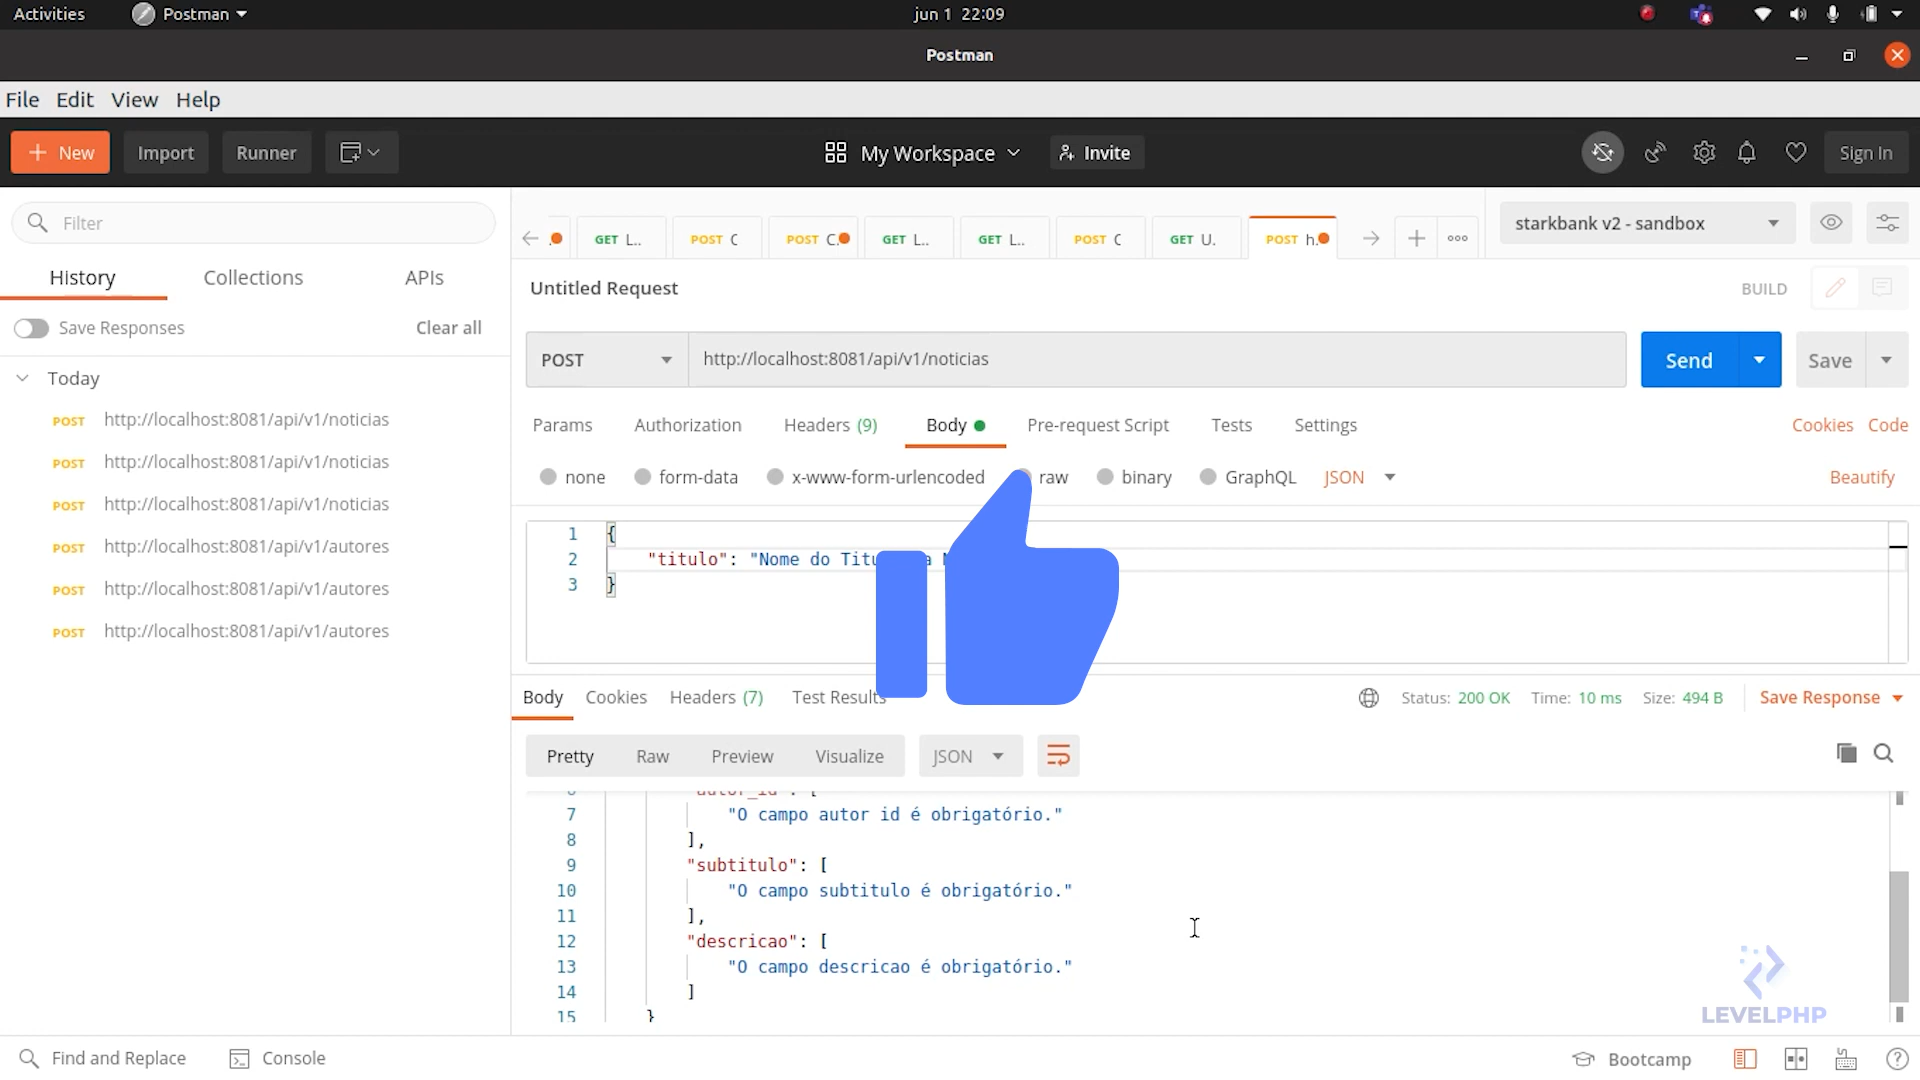 Activities Postman jun 1 22:09
Postman
File Edit View Help
+ New Import Runner My Workspace Invite Sign In
Filter
GET L.. POST C POST C. GET L.. GET L.. POST C GET U. POST h. + ooo starkbank v2 - sandbox
History Collections APIs
Untitled Request BUILD
Save Responses Clear all
POST http://localhost:8081/api/v1/noticias Send Save
Today
POST http://localhost:8081/api/v1/noticias
POST http://localhost:8081/api/v1/noticias
POST http://localhost:8081/api/v1/noticias
POST http://localhost:8081/api/v1/autores
POST http://localhost:8081/api/v1/autores
POST http://localhost:8081/api/v1/autores
Params Authorization Headers (9) Body Pre-request Script Tests Settings Cookies Code
none form-data x-www-form-urlencoded raw binary GraphQL JSON Beautify
1 {
2 "titulo": "Nome do
3 }
Body Cookies Headers (7) Test Results Status: 200 OK Time: 10 ms Size: 494 B Save Response
Pretty Raw Preview Visualize JSON
6 "autor_id": [
7 "O campo autor id é obrigatório."
8 ],
9 "subtitulo": [
10 "O campo subtitulo é obrigatório."
11 ],
12 "descricao": [
13 "O campo descricao é obrigatório."
14 ]
15 }
LEVELPHP
Find and Replace Console Bootcamp